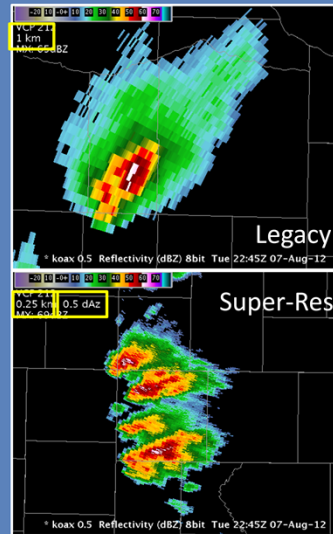 -20 -10 -0+ 10 20 30 40 50 60 70
VCP 212
1 km
MX: 65dBZ
Legacy
* koax 0.5 Reflectivity (dBZ) 8bit Tue 22:45Z 07-Aug-12
-20 -10 -0+ 10 20 30 40 50 60 70
VCP 212
0.25 km 0.5 dAz
MX: 69dBZ
Super-Res
* koax 0.5 Reflectivity (dBZ) 8bit Tue 22:45Z 07-Aug-12